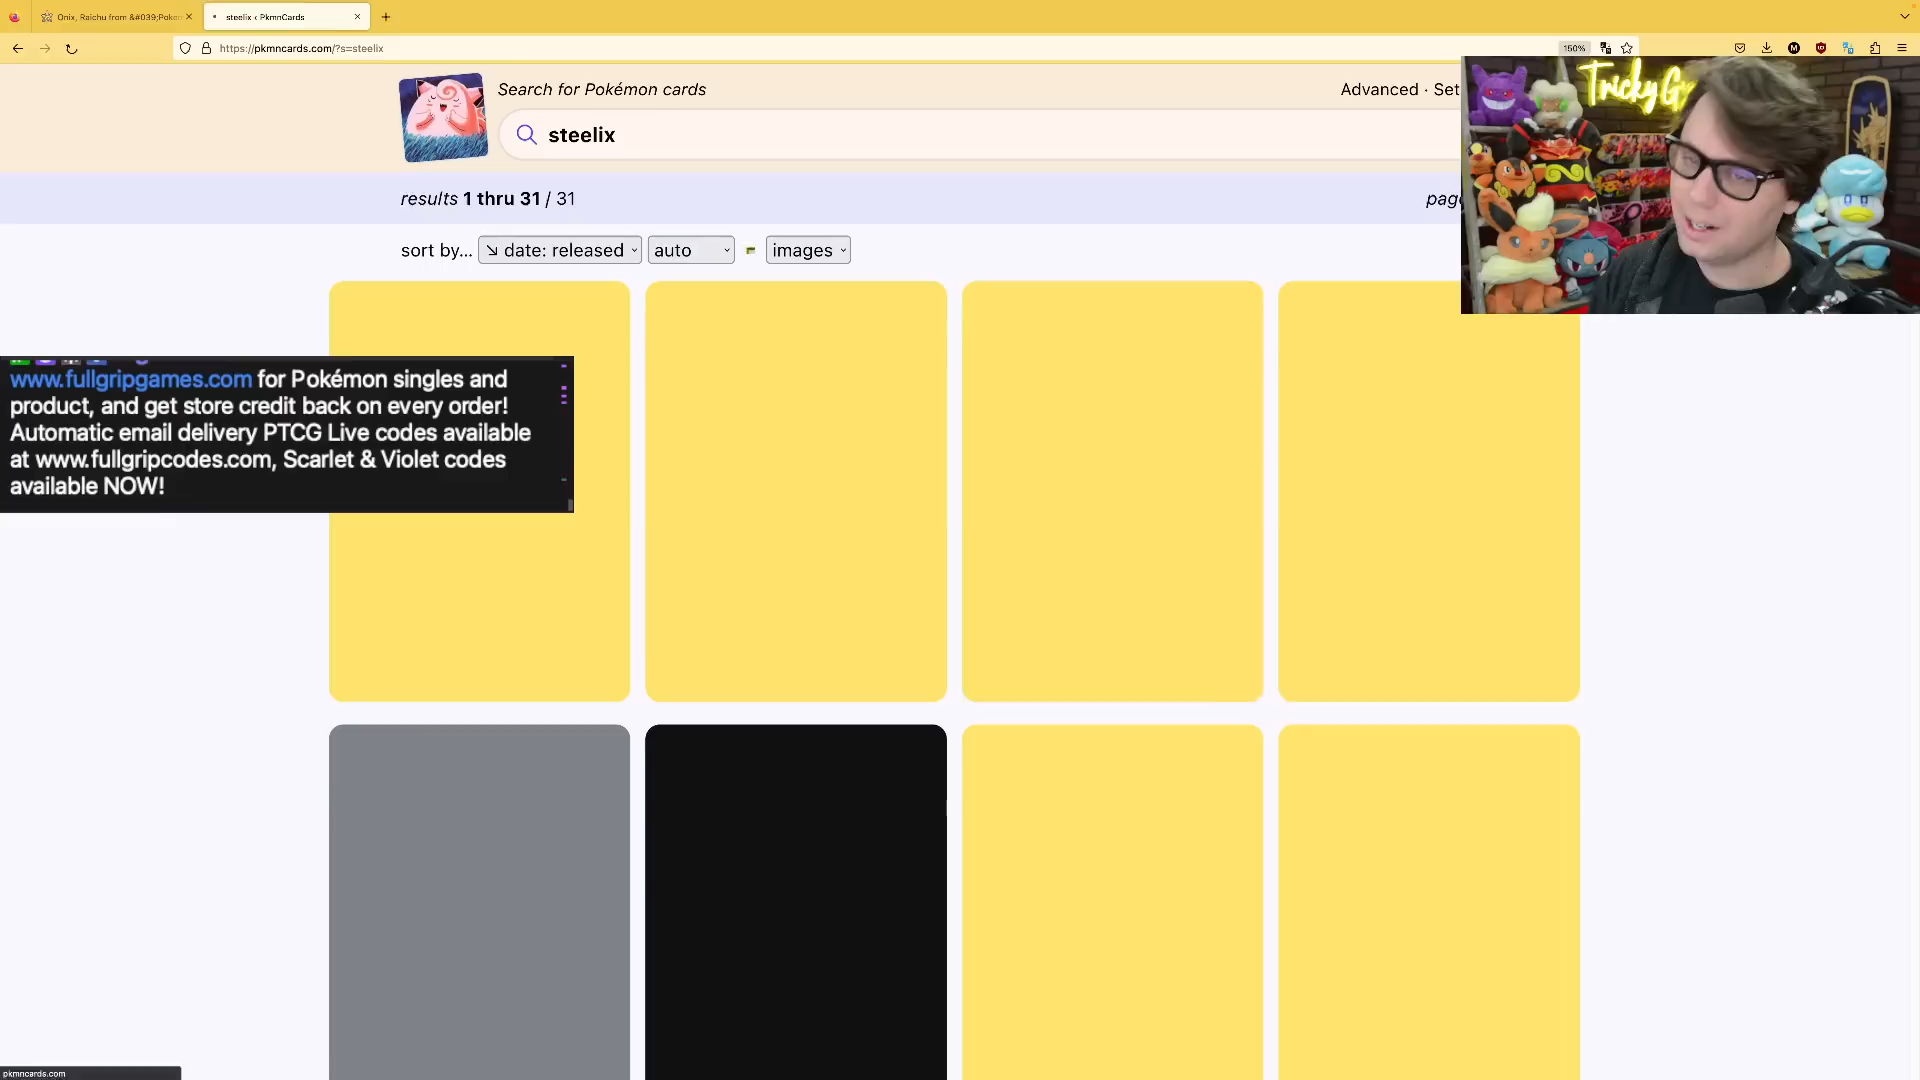 Onix, Raichu from &#039;Poken
steelix ‹ PkmnCards
https://pkmncards.com/?s=steelix
150%
Search for Pokémon cards
Advanced · Set
steelix
results 1 thru 31 / 31
page
sort by... ↘ date: released auto images
www.fullgripgames.com for Pokémon singles and
product, and get store credit back on every order!
Automatic email delivery PTCG Live codes available
at www.fullgripcodes.com, Scarlet & Violet codes
available NOW!
pkmncards.com